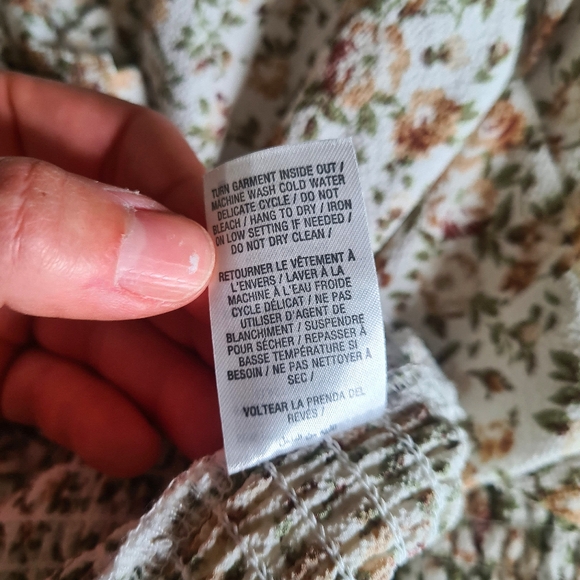 TURN GARMENT INSIDE OUT /
MACHINE WASH COLD WATER
DELICATE CYCLE / DO NOT
BLEACH / HANG TO DRY / IRON
ON LOW SETTING IF NEEDED /
DO NOT DRY CLEAN /
RETOURNER LE VÊTEMENT À
L'ENVERS / LAVER À LA
MACHINE À L'EAU FROIDE
CYCLE DÉLICAT / NE PAS
UTILISER D'AGENT DE
BLANCHIMENT / SUSPENDRE
POUR SÉCHER / REPASSER À
BASSE TEMPÉRATURE SI
BESOIN / NE PAS NETTOYER À
SEC /
VOLTEAR LA PRENDA DEL
REVÉS /